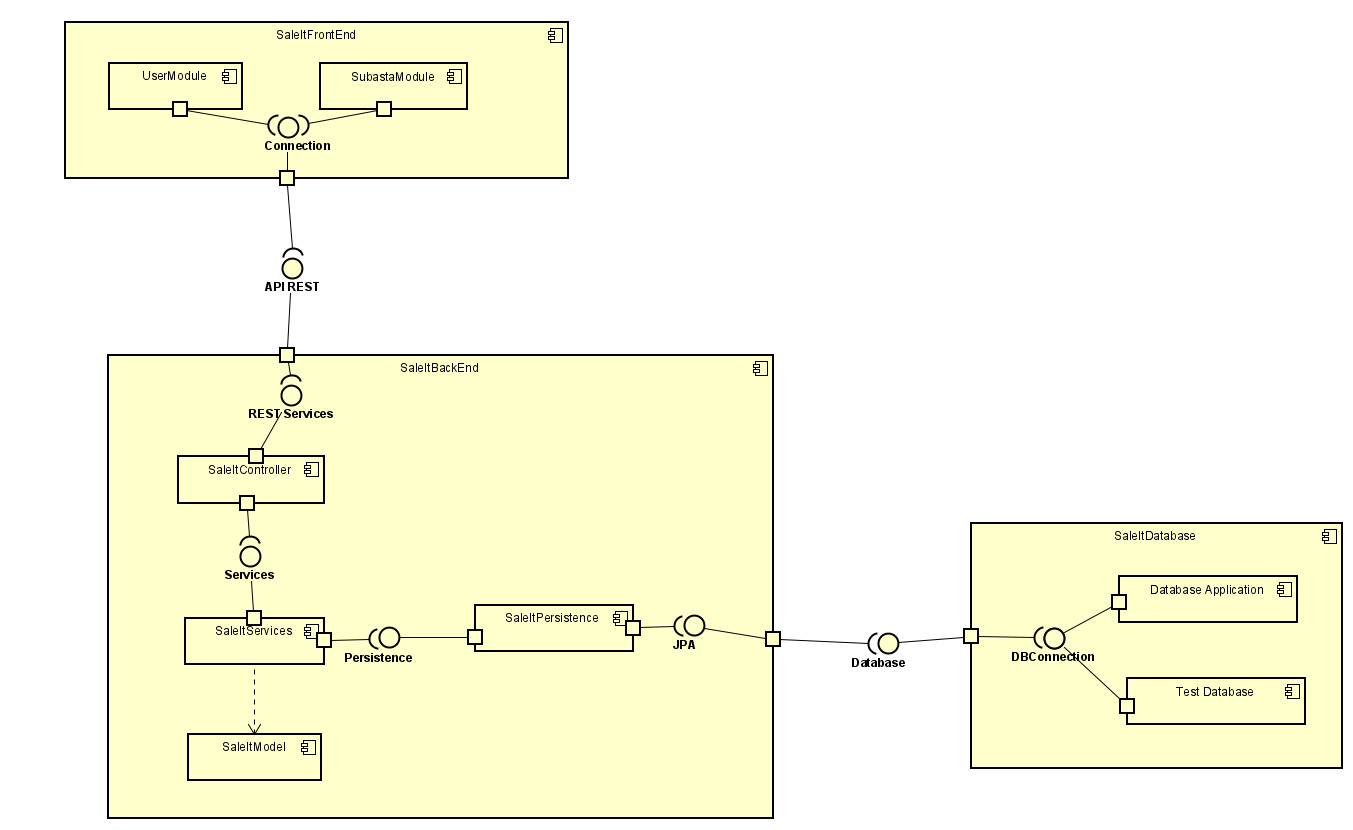 SaleItFrontEnd
UserModule
SubastaModule
Connection
API REST
SaleItBackEnd
REST Services
SaleItController
Services
SaleItServices
Persistence
SaleItPersistence
JPA
SaleItModel
Database
SaleItDatabase
Database Application
DBConnection
Test Database